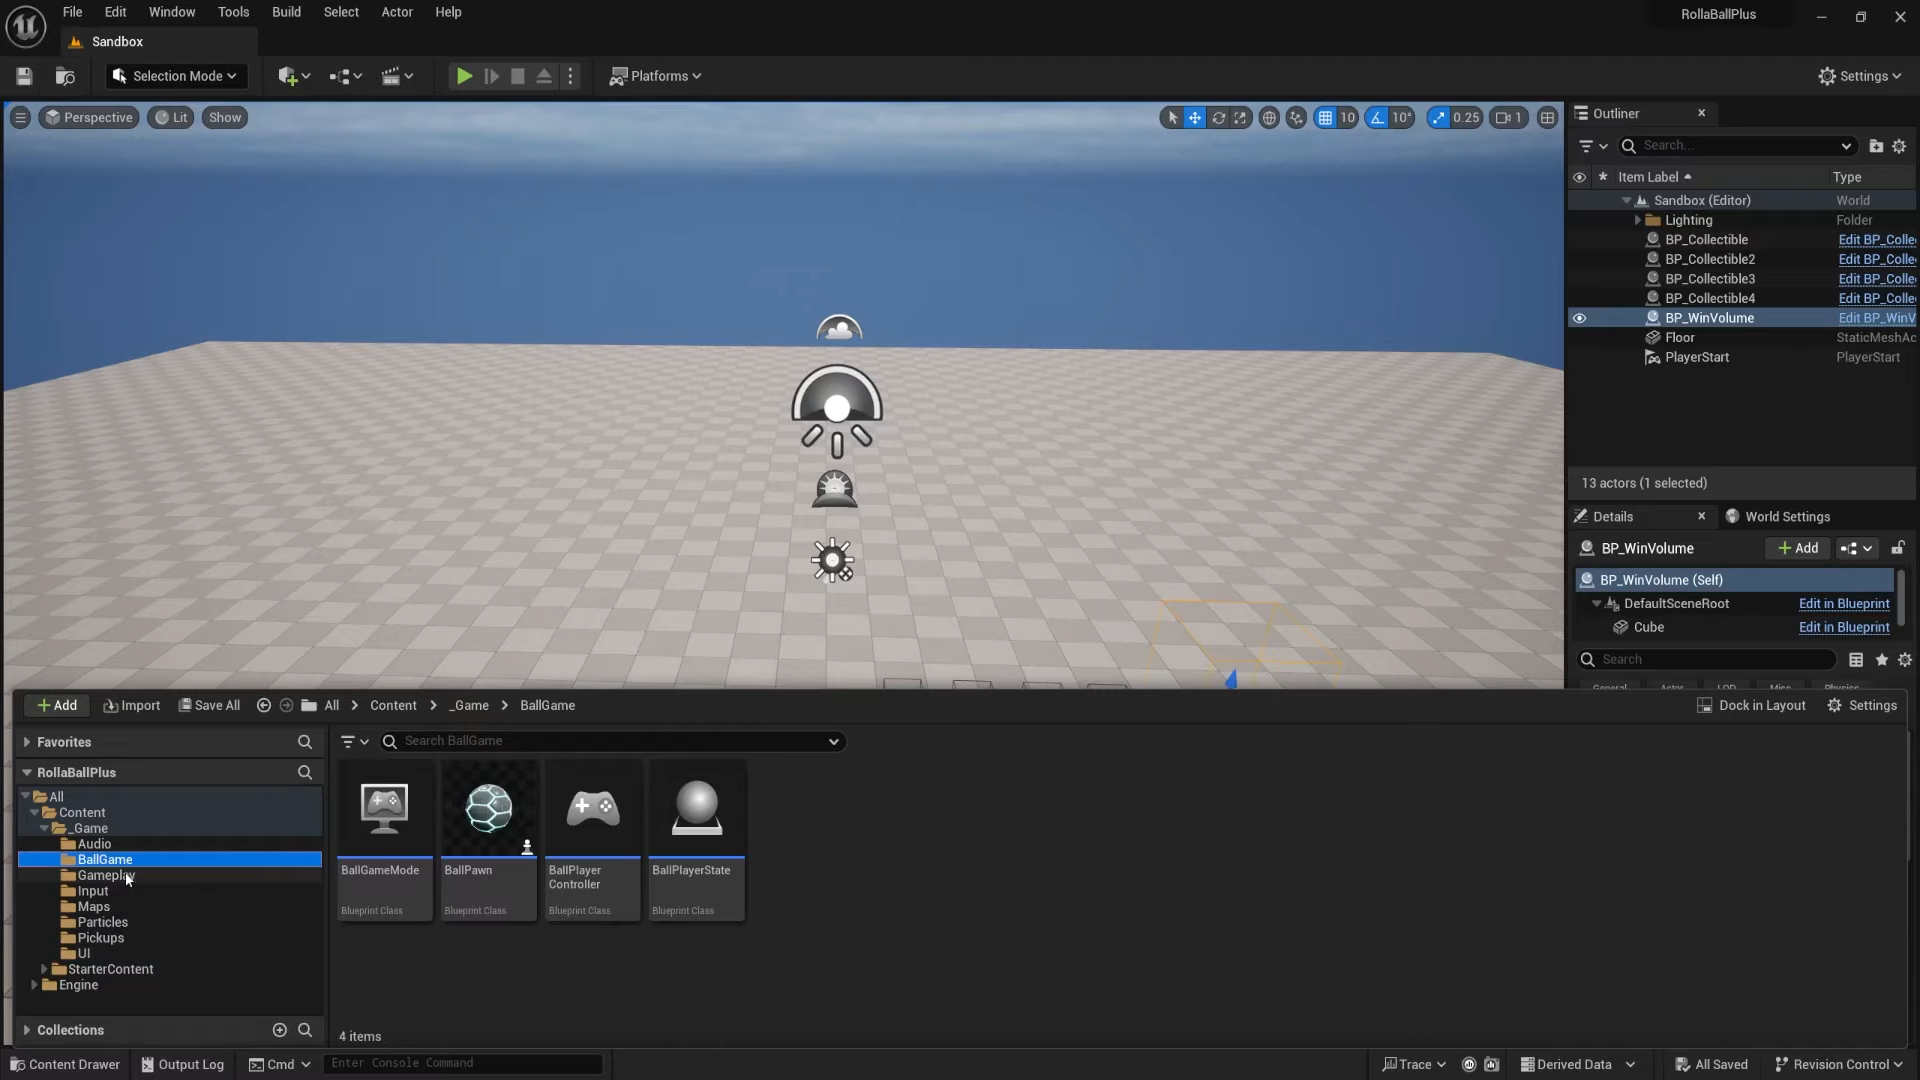 File Edit Window Tools Build Select Actor Help
RollaBallPlus
Sandbox
Selection Mode
Platforms
Settings
Perspective
Lit
Show
10
10°
0.25
1
Outliner
Search...
Item Label
Type
Sandbox (Editor)
World
Lighting
Folder
BP_Collectible
Edit BP_Colle
BP_Collectible2
Edit BP_Colle
BP_Collectible3
Edit BP_Colle
BP_Collectible4
Edit BP_Colle
BP_WinVolume
Edit BP_WinV
Floor
StaticMeshAc
PlayerStart
PlayerStart
13 actors (1 selected)
Details
World Settings
BP_WinVolume
Add
BP_WinVolume (Self)
DefaultSceneRoot
Edit in Blueprint
Cube
Edit in Blueprint
Search
General Actor LOD Misc Physics
Add
Import
Save All
All > Content > _Game > BallGame
Dock in Layout
Settings
Favorites
Search BallGame
RollaBallPlus
All
Content
_Game
Audio
BallGame
Gameplay
Input
Maps
Particles
Pickups
UI
StarterContent
Engine
BallGameMode
Blueprint Class
BallPawn
Blueprint Class
BallPlayer
Controller
Blueprint Class
BallPlayerState
Blueprint Class
Collections
4 items
Content Drawer
Output Log
Cmd
Enter Console Command
Trace
Derived Data
All Saved
Revision Control